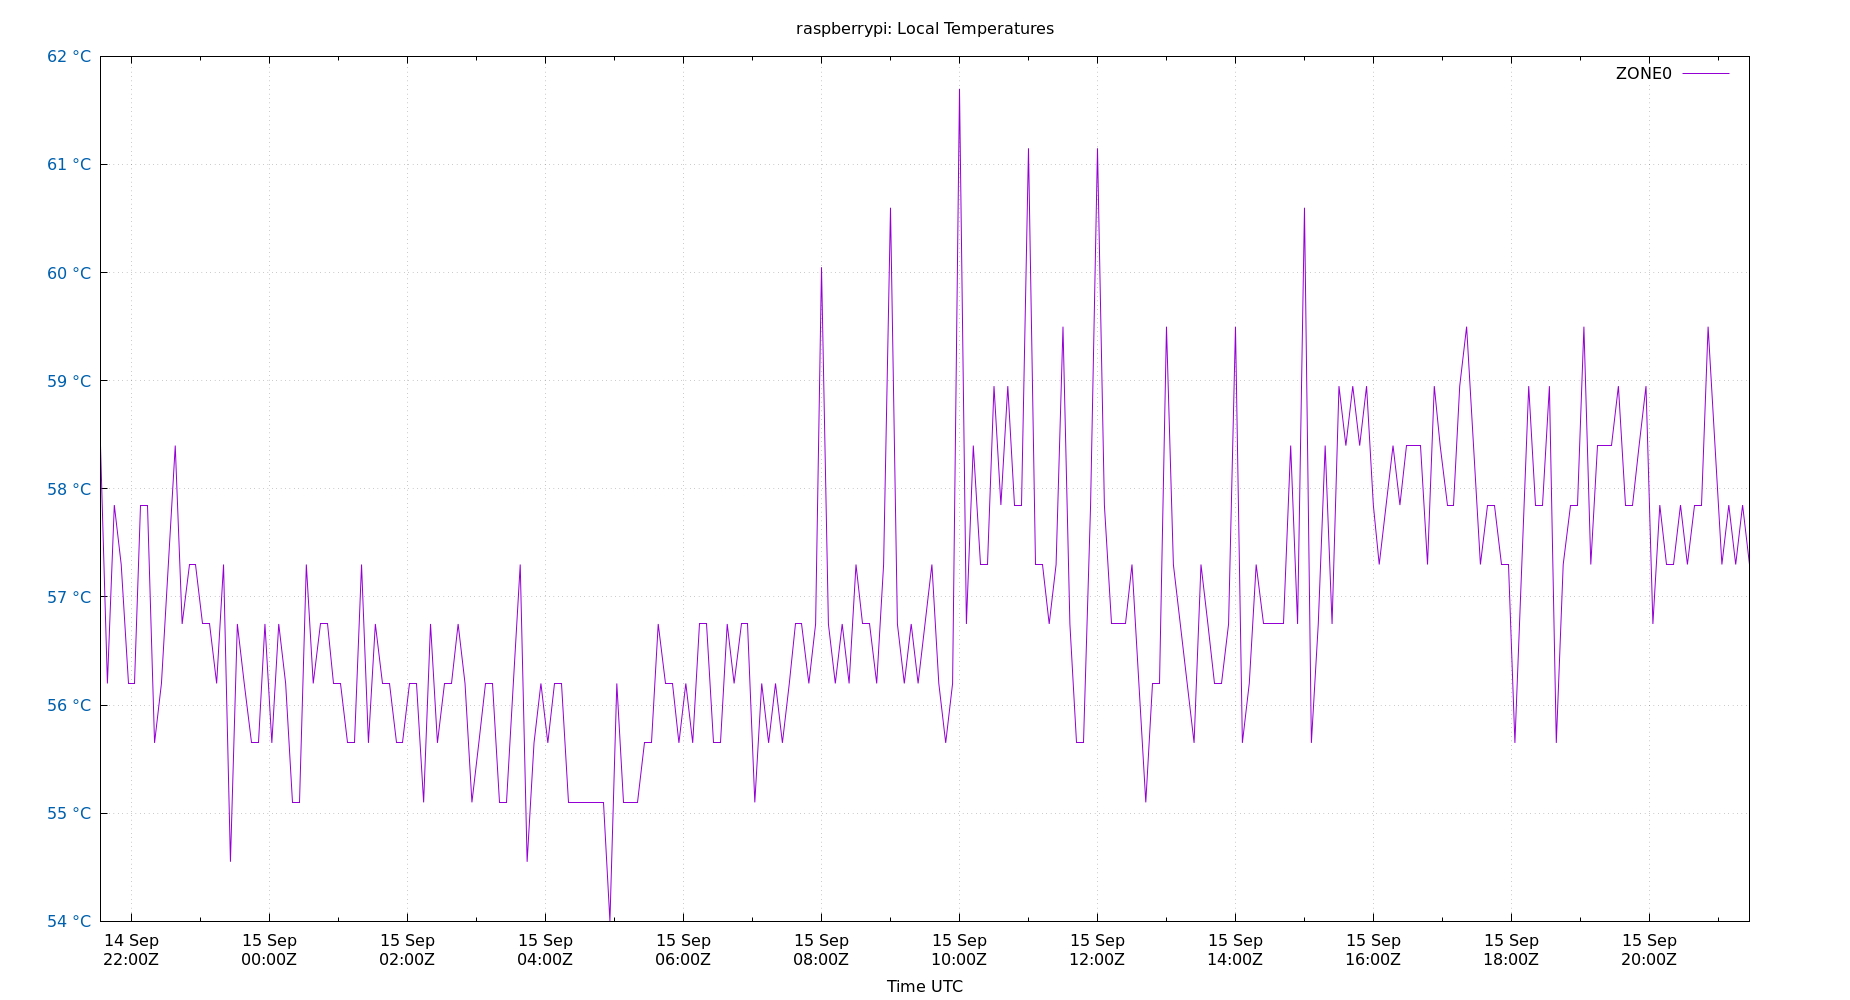 raspberrypi: Local Temperatures
62 °C
ZONE0
61 °C
60 °C
59 °C
58 °C
57 °C
56 °C
55 °C
54 °C
14 Sep 15 Sep 15 Sep 15 Sep 15 Sep 15 Sep 15 Sep 15 Sep 15 Sep 15 Sep 15 Sep 15 Sep
22:00Z 00:00Z 02:00Z 04:00Z 06:00Z 08:00Z 10:00Z 12:00Z 14:00Z 16:00Z 18:00Z 20:00Z
Time UTC